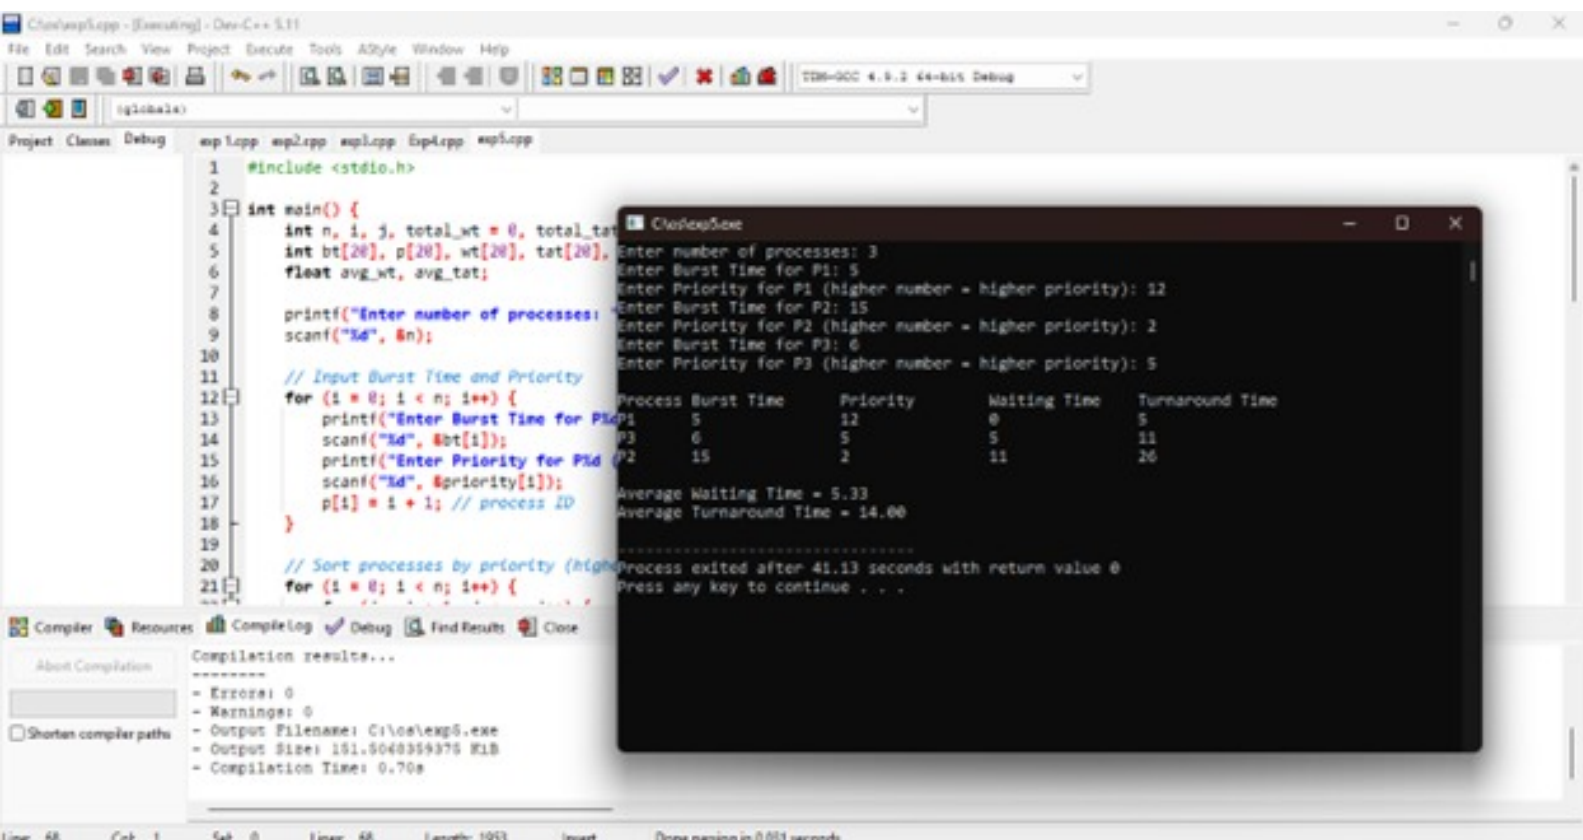 C:\os\exp5.cpp - [Executing] - Dev-C++ 5.11
File Edit Search View Project Execute Tools AStyle Window Help
TDM-GCC 4.9.2 64-bit Debug
(globals)
Project Classes Debug
exp 1.cpp exp2.cpp exp3.cpp Exp4.cpp exp5.cpp
1 #include <stdio.h>
2
3 int main() {
4 int n, i, j, total_wt = 0, total_tat
5 int bt[20], p[20], wt[20], tat[20],
6 float avg_wt, avg_tat;
7
8 printf("Enter number of processes: "
9 scanf("%d", &n);
10
11 // Input Burst Time and Priority
12 for (i = 0; i < n; i++) {
13 printf("Enter Burst Time for P%d
14 scanf("%d", &bt[i]);
15 printf("Enter Priority for P%d (
16 scanf("%d", &priority[i]);
17 p[i] = i + 1; // process ID
18 }
19
20 // Sort processes by priority (highe
21 for (i = 0; i < n; i++) {
C:\os\exp5.exe
Enter number of processes: 3
Enter Burst Time for P1: 5
Enter Priority for P1 (higher number = higher priority): 12
Enter Burst Time for P2: 15
Enter Priority for P2 (higher number = higher priority): 2
Enter Burst Time for P3: 6
Enter Priority for P3 (higher number = higher priority): 5
Process Burst Time Priority Waiting Time Turnaround Time
P1 5 12 0 5
P3 6 5 5 11
P2 15 2 11 26
Average Waiting Time = 5.33
Average Turnaround Time = 14.00
--------------------------------
Process exited after 41.13 seconds with return value 0
Press any key to continue . . .
Compiler Resources Compile Log Debug Find Results Close
Abort Compilation
Shorten compiler paths
Compilation results...
--------
- Errors: 0
- Warnings: 0
- Output Filename: C:\os\exp5.exe
- Output Size: 151.5068359375 KiB
- Compilation Time: 0.70s
Line: 68 Col: 1 Sel: 0 Lines: 68 Length: 1953 Insert Done parsing in 0.031 seconds